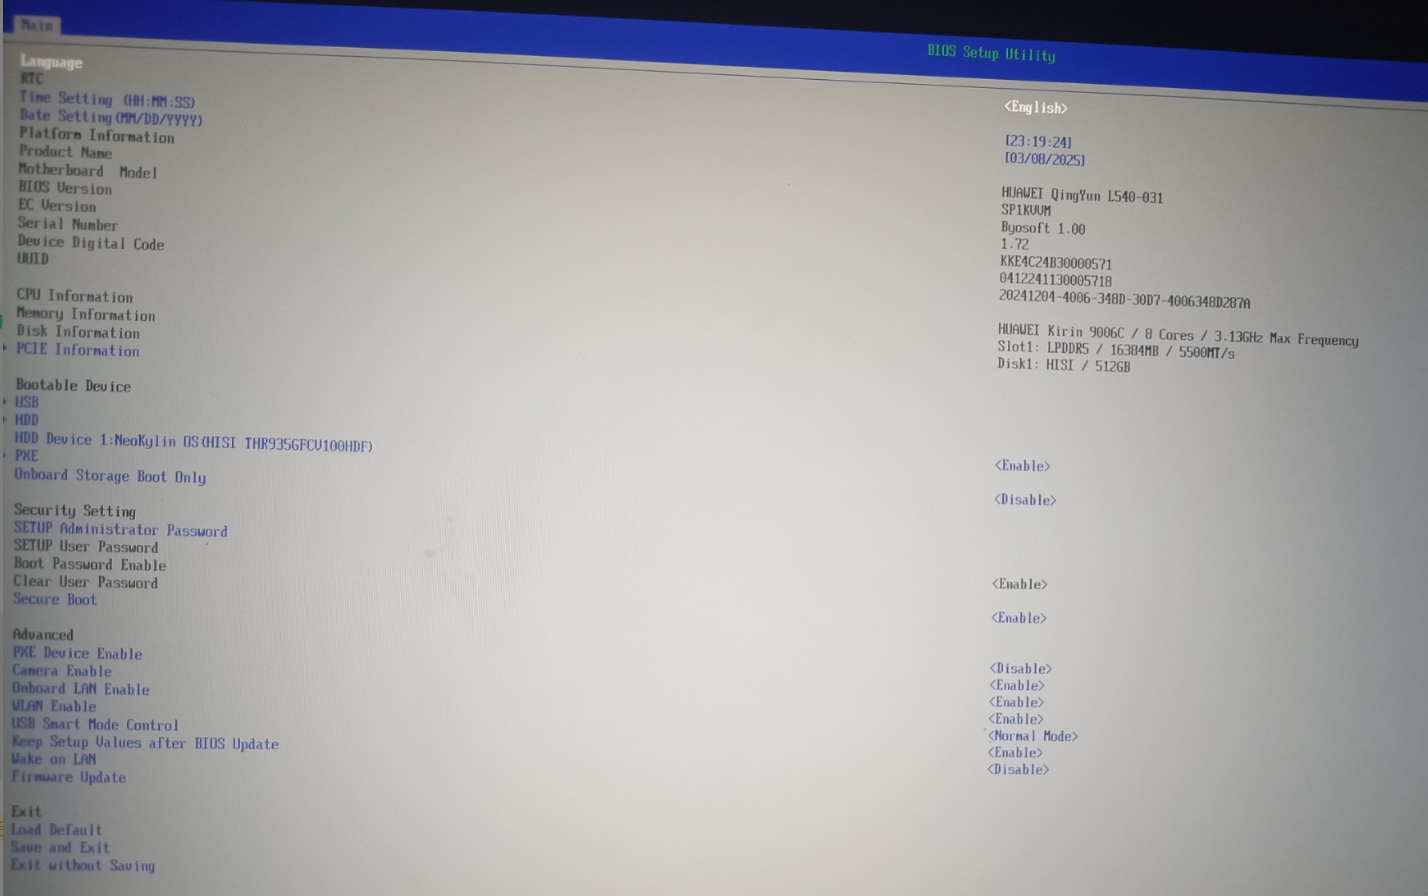 Main
BIOS Setup Utility
Language <English>
RTC
Time Setting (HH:MM:SS) [23:19:24]
Date Setting(MM/DD/YYYY) [03/08/2025]
Platform Information
Product Name HUAWEI QingYun L540-031
Motherboard Model SP1KVVM
BIOS Version Byosoft 1.00
EC Version 1.72
Serial Number KKE4C24B30000571
Device Digital Code 0412241130005718
UUID 20241204-4006-348D-30D7-4006348D287A
CPU Information HUAWEI Kirin 9006C / 8 Cores / 3.13GHz Max Frequency
Memory Information Slot1: LPDDR5 / 16384MB / 5500MT/s
Disk Information Disk1: HISI / 512GB
PCIE Information
Bootable Device
USB
HDD
HDD Device 1:NeoKylin OS(HISI THR935GFCV100HDF)
PXE <Enable>
Onboard Storage Boot Only <Disable>
Security Setting
SETUP Administrator Password
SETUP User Password
Boot Password Enable <Enable>
Clear User Password
Secure Boot <Enable>
Advanced
PXE Device Enable <Disable>
Camera Enable <Enable>
Onboard LAN Enable <Enable>
WLAN Enable <Enable>
USB Smart Mode Control <Normal Mode>
Keep Setup Values after BIOS Update <Enable>
Wake on LAN <Disable>
Firmware Update
Exit
Load Default
Save and Exit
Exit without Saving